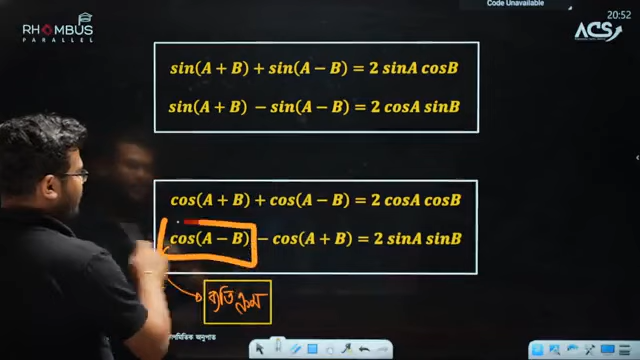 Code Unavailable
20:52
RHOMBUS
PARALLEL
ACS
sin(A + B) + sin(A − B) = 2 sinA cosB
sin(A + B) − sin(A − B) = 2 cosA sinB
cos(A + B) + cos(A − B) = 2 cosA cosB
cos(A − B) − cos(A + B) = 2 sinA sinB
ব্যতিক্রম
অনুপাত